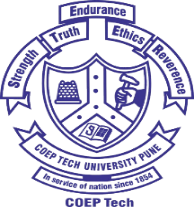 Endurance
Truth
Ethics
Strength
Reverence
COEP TECH UNIVERSITY PUNE
In service of nation since 1854
COEP Tech